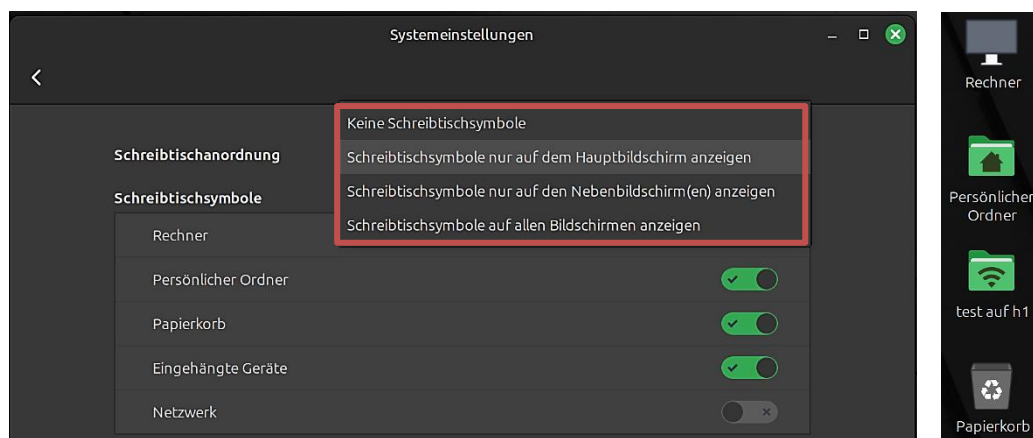 Systemeinstellungen
Keine Schreibtischsymbole
Schreibtischanordnung
Schreibtischsymbole nur auf dem Hauptbildschirm anzeigen
Schreibtischsymbole nur auf den Nebenbildschirm(en) anzeigen
Schreibtischsymbole
Schreibtischsymbole auf allen Bildschirmen anzeigen
Rechner
Persönlicher Ordner
Papierkorb
Eingehängte Geräte
Netzwerk
Rechner
Persönlicher
Ordner
test auf h1
Papierkorb